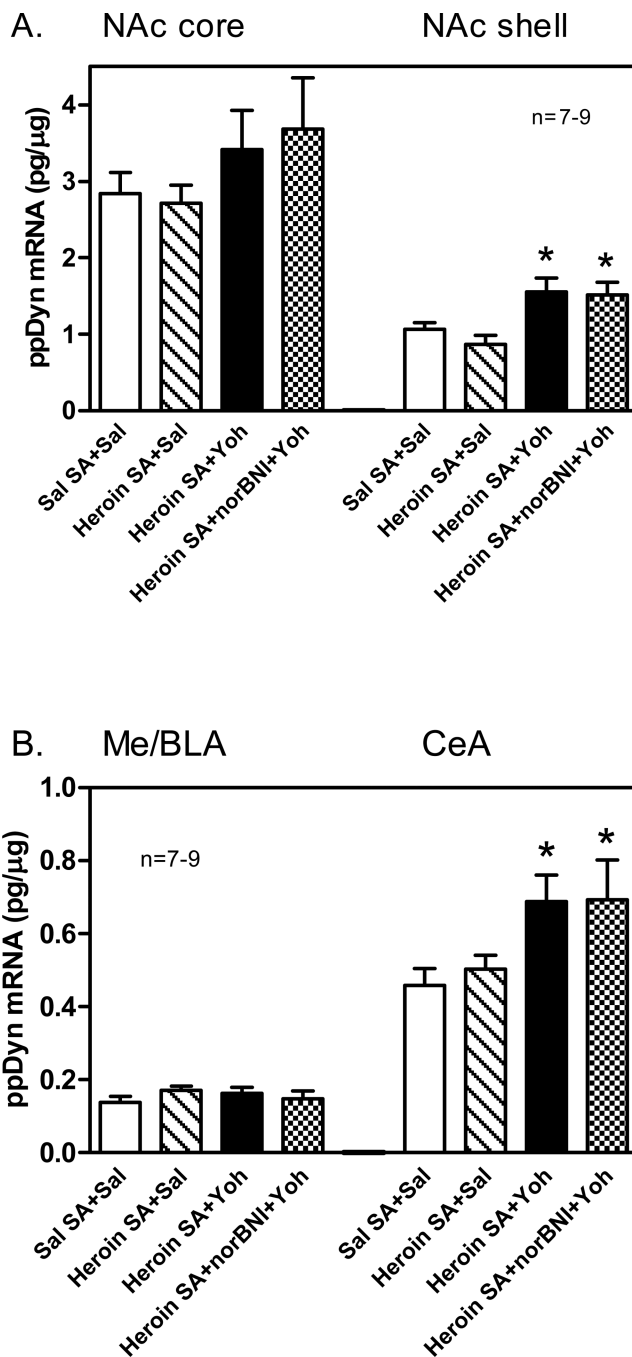 A. NAc core NAc shell
ppDyn mRNA (pg/µg)
4
3
2
1
0
n=7-9
*
*
Sal SA+Sal
Heroin SA+Sal
Heroin SA+Yoh
Heroin SA+norBNI+Yoh
Sal SA+Sal
Heroin SA+Sal
Heroin SA+Yoh
Heroin SA+norBNI+Yoh
B. Me/BLA CeA
ppDyn mRNA (pg/µg)
1.0
0.8
0.6
0.4
0.2
0.0
n=7-9
*
*
Sal SA+Sal
Heroin SA+Sal
Heroin SA+Yoh
Heroin SA+norBNI+Yoh
Sal SA+Sal
Heroin SA+Sal
Heroin SA+Yoh
Heroin SA+norBNI+Yoh